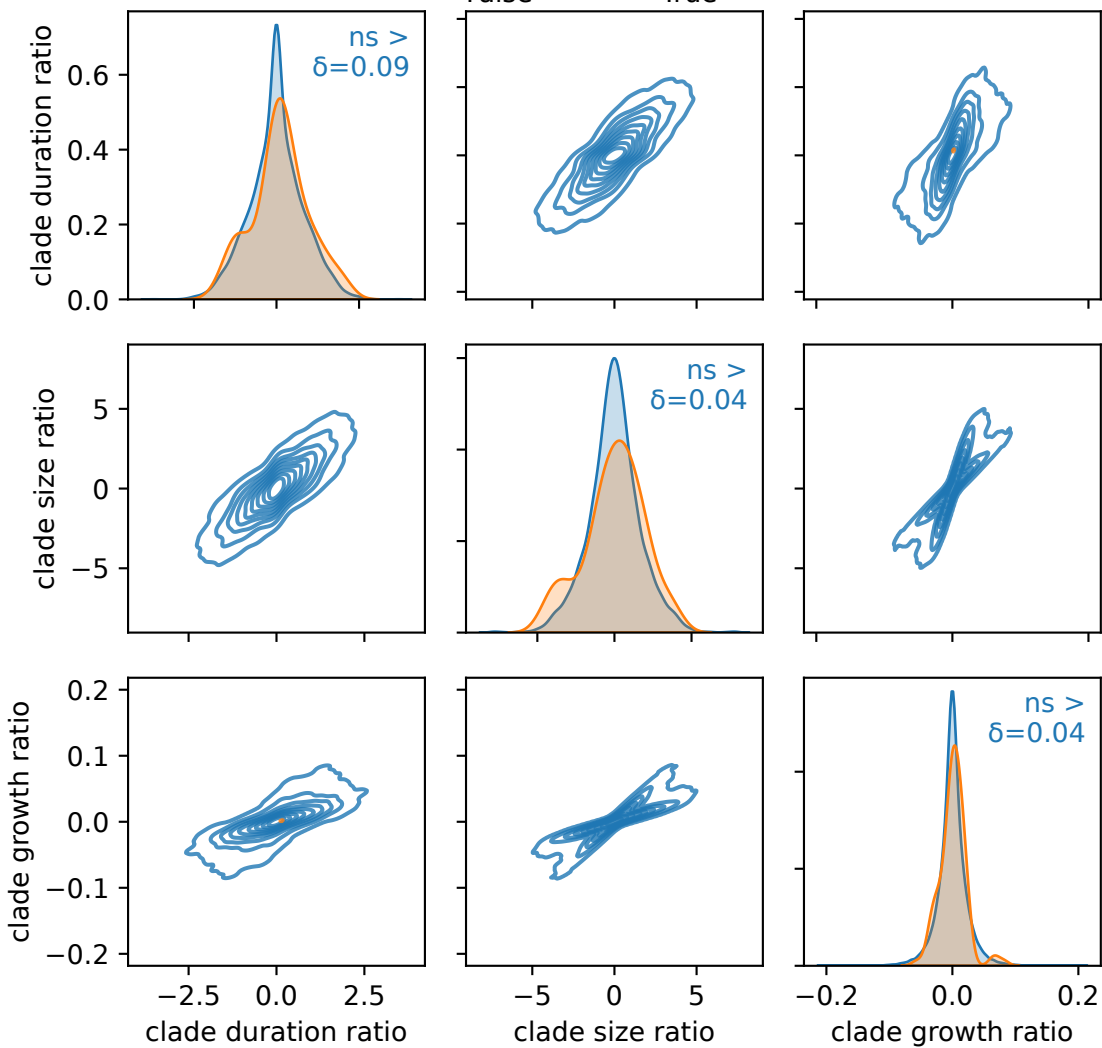 True
clade duration ratio
0.6
0.4
0.2
0.0
ns >
δ=0.09
clade size ratio
5
0
−5
ns >
δ=0.04
clade growth ratio
0.2
0.1
0.0
−0.1
−0.2
ns >
δ=0.04
−2.5 0.0 2.5
−5 0 5
−0.2 0.0 0.2
clade duration ratio
clade size ratio
clade growth ratio